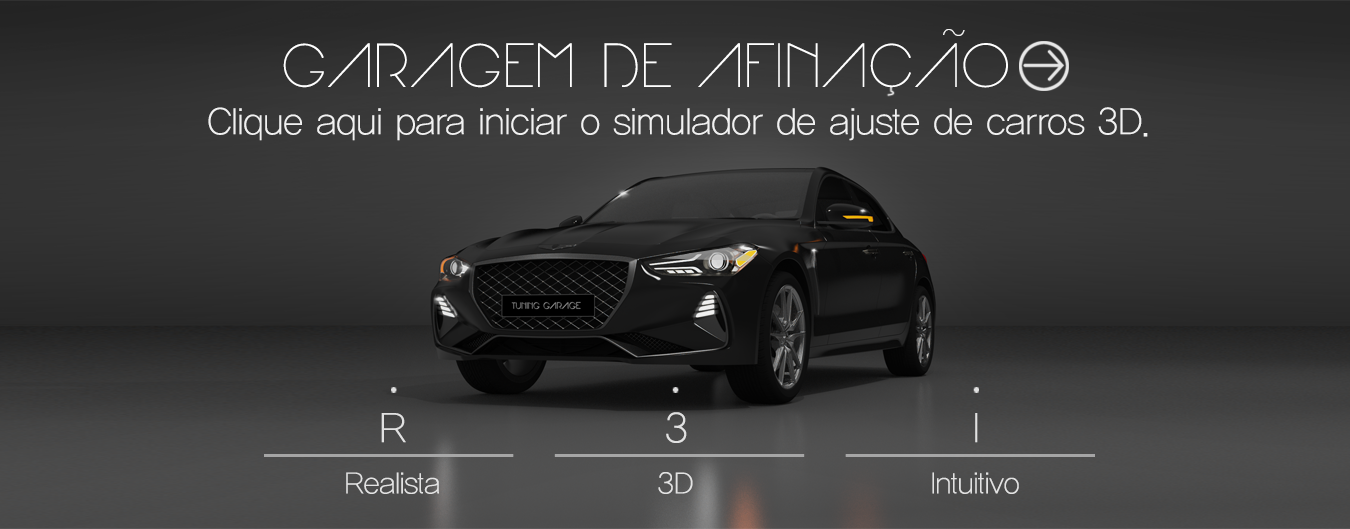 GARAGEM DE AFINAÇÃO
Clique aqui para iniciar o simulador de ajuste de carros 3D.
TUNING GARAGE
R 3 I
Realista 3D Intuitivo